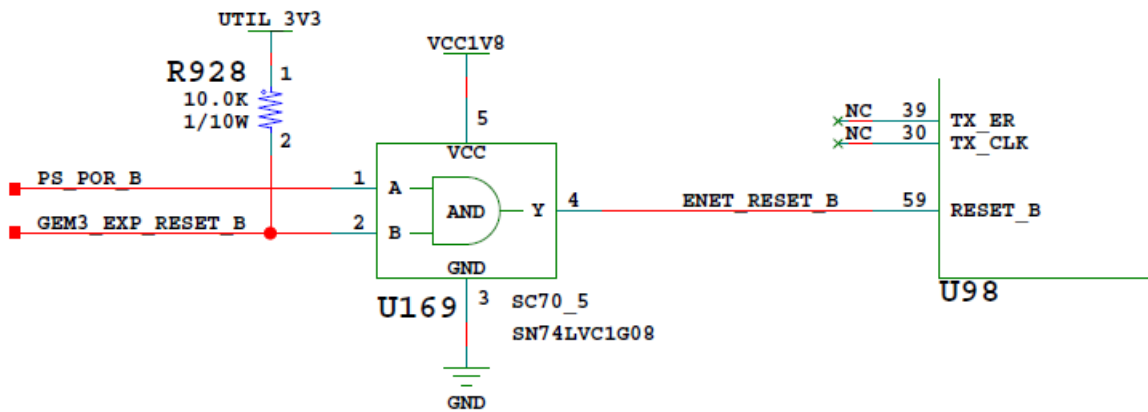 UTIL_3V3
VCC1V8
R928
1
10.0K
1/10W
2
5
VCC
NC
39
TX_ER
NC
30
TX_CLK
PS_POR_B
1
A
AND
Y
4
ENET_RESET_B
59
RESET_B
GEM3_EXP_RESET_B
2
B
GND
U169
3
SC70_5
SN74LVC1G08
U98
GND